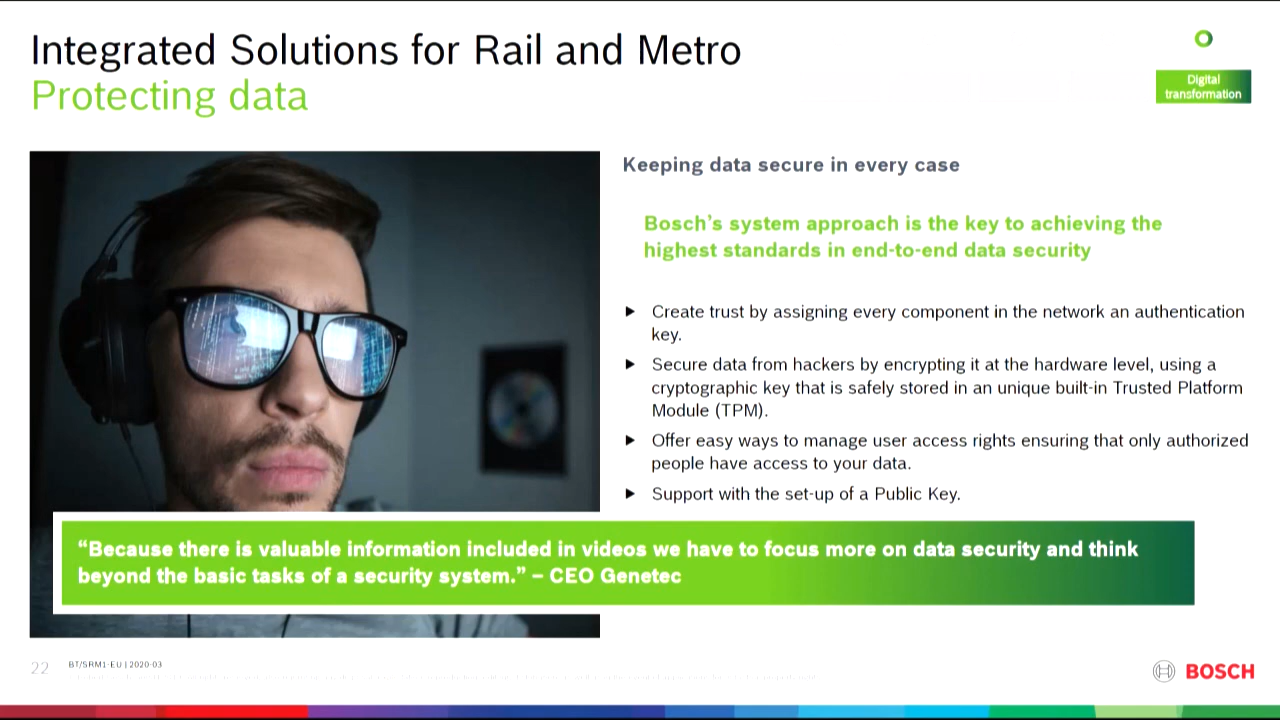 Integrated Solutions for Rail and Metro
Protecting data
Digital
transformation
Keeping data secure in every case
Bosch's system approach is the key to achieving the
highest standards in end-to-end data security
► Create trust by assigning every component in the network an authentication
key.
► Secure data from hackers by encrypting it at the hardware level, using a
cryptographic key that is safely stored in an unique built-in Trusted Platform
Module (TPM).
► Offer easy ways to manage user access rights ensuring that only authorized
people have access to your data.
► Support with the set-up of a Public Key.
“Because there is valuable information included in videos we have to focus more on data security and think
beyond the basic tasks of a security system.” – CEO Genetec
22
BT/SRM1-EU | 2020-03
BOSCH